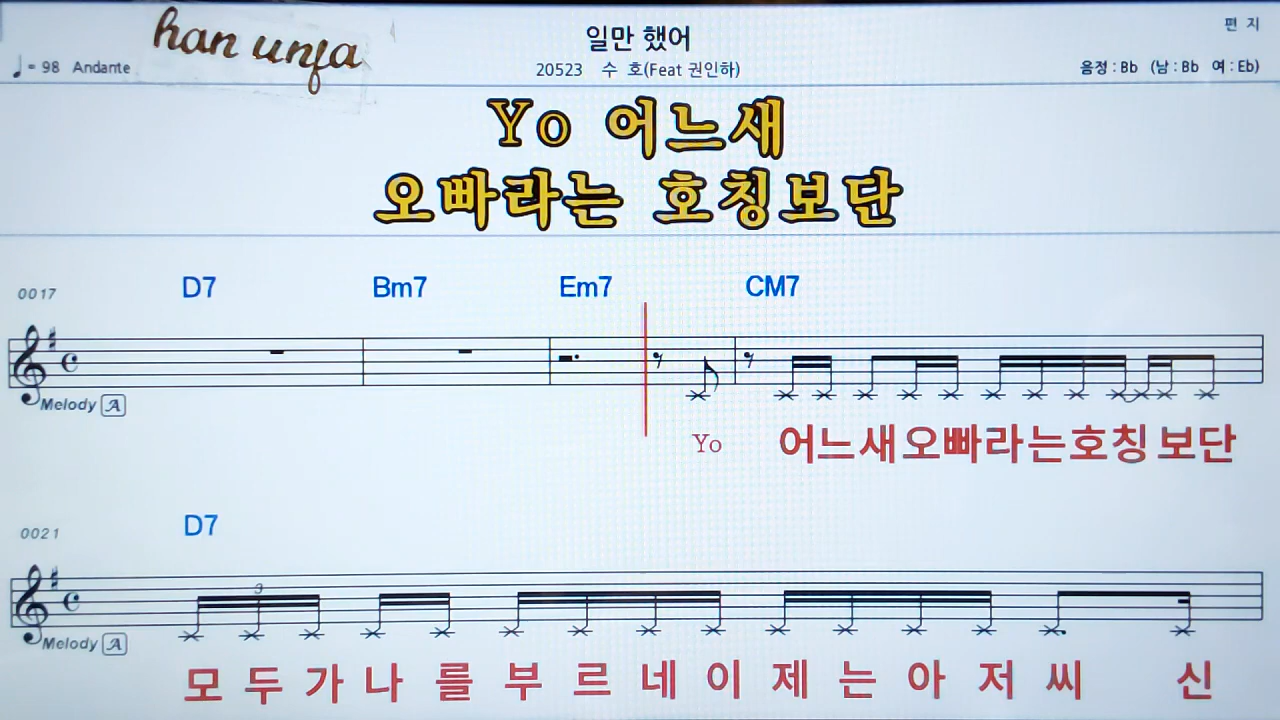 han unfa
일만 했어
편 지
♩= 98 Andante
20523 수 호(Feat 권인하)
음정 : Bb (남 : Bb 여 : Eb)
Yo 어느새
오빠라는 호칭보단
0017 D7 Bm7 Em7 CM7
Melody A
Yo 어느새오빠라는호칭 보단
0021 D7
3
Melody A
모 두 가 나 를 부 르 네 이 제 는 아 저 씨 신